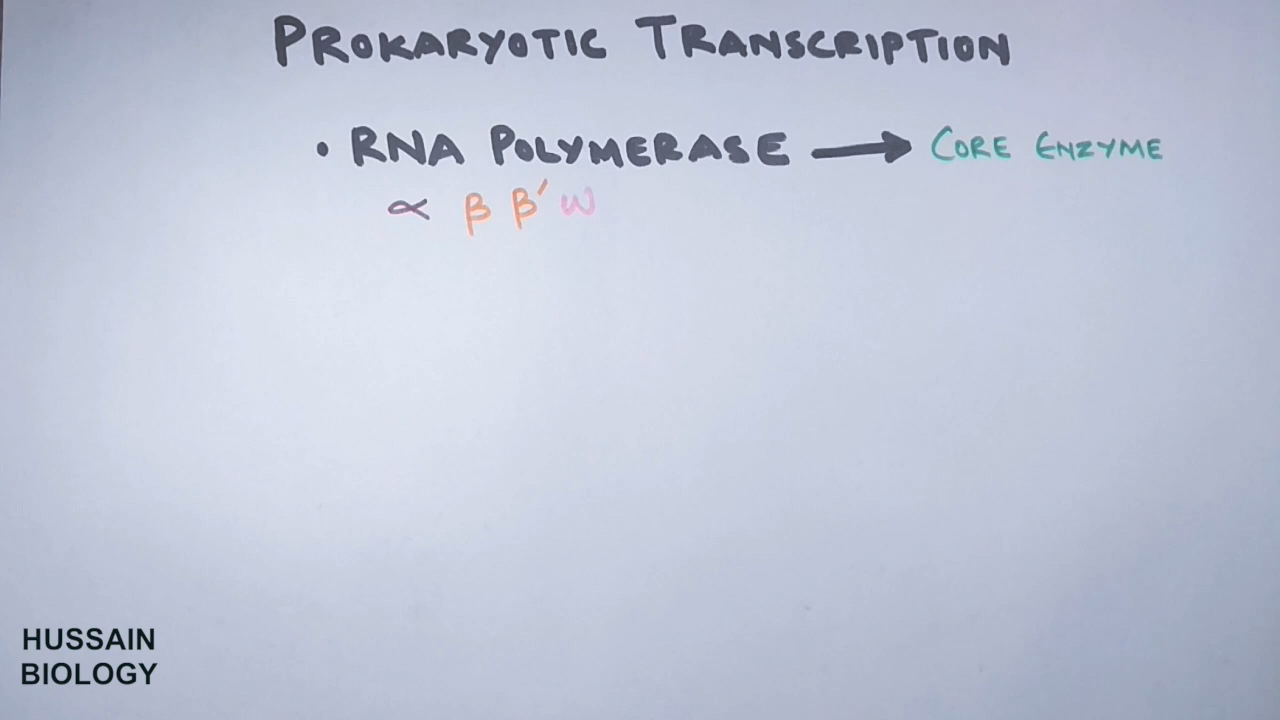 PROKARYOTIC TRANSCRIPTION
• RNA POLYMERASE → CORE ENZYME
α β β′ ω
HUSSAIN
BIOLOGY